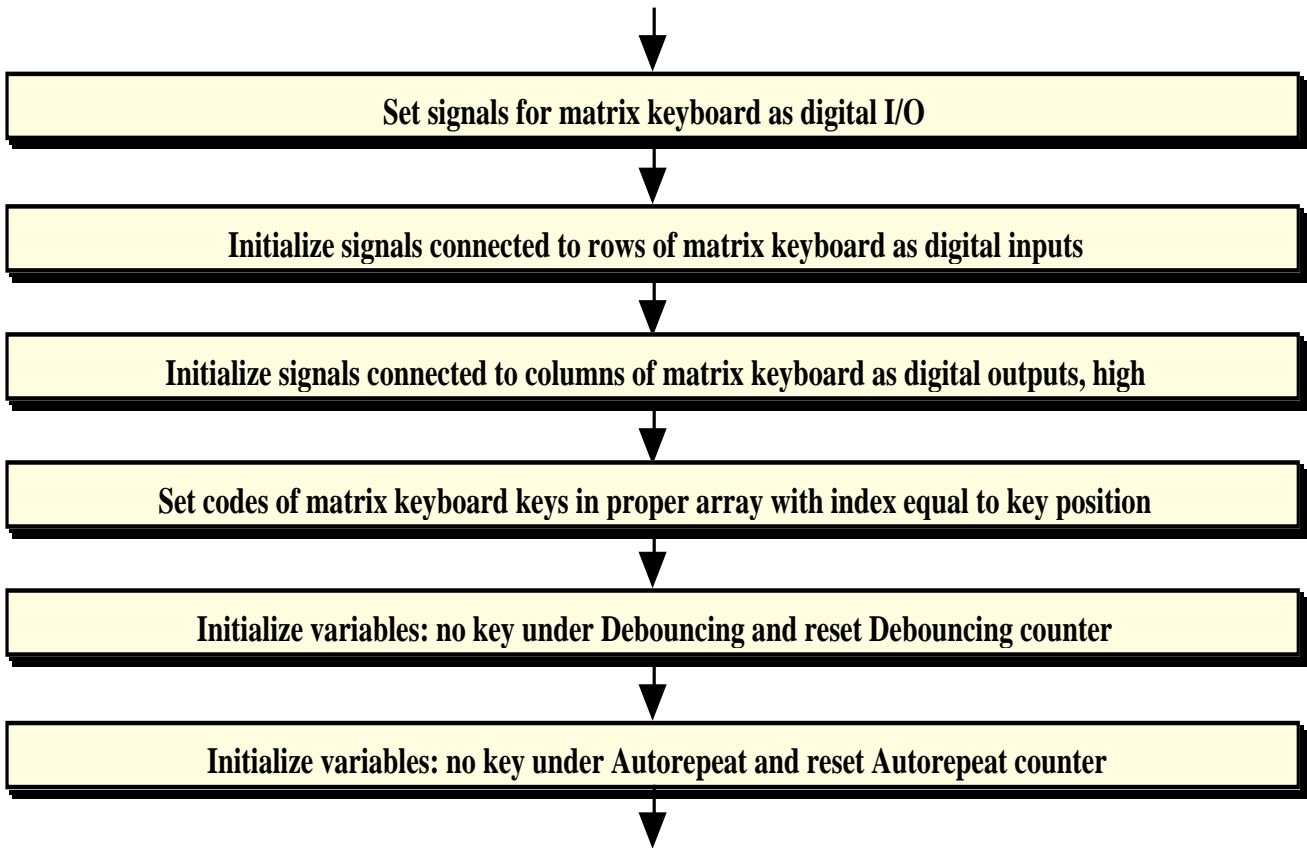 Set signals for matrix keyboard as digital I/O
Initialize signals connected to rows of matrix keyboard as digital inputs
Initialize signals connected to columns of matrix keyboard as digital outputs, high
Set codes of matrix keyboard keys in proper array with index equal to key position
Initialize variables: no key under Debouncing and reset Debouncing counter
Initialize variables: no key under Autorepeat and reset Autorepeat counter